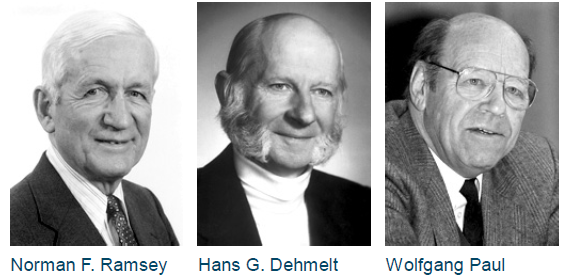 Norman F. Ramsey
Hans G. Dehmelt
Wolfgang Paul